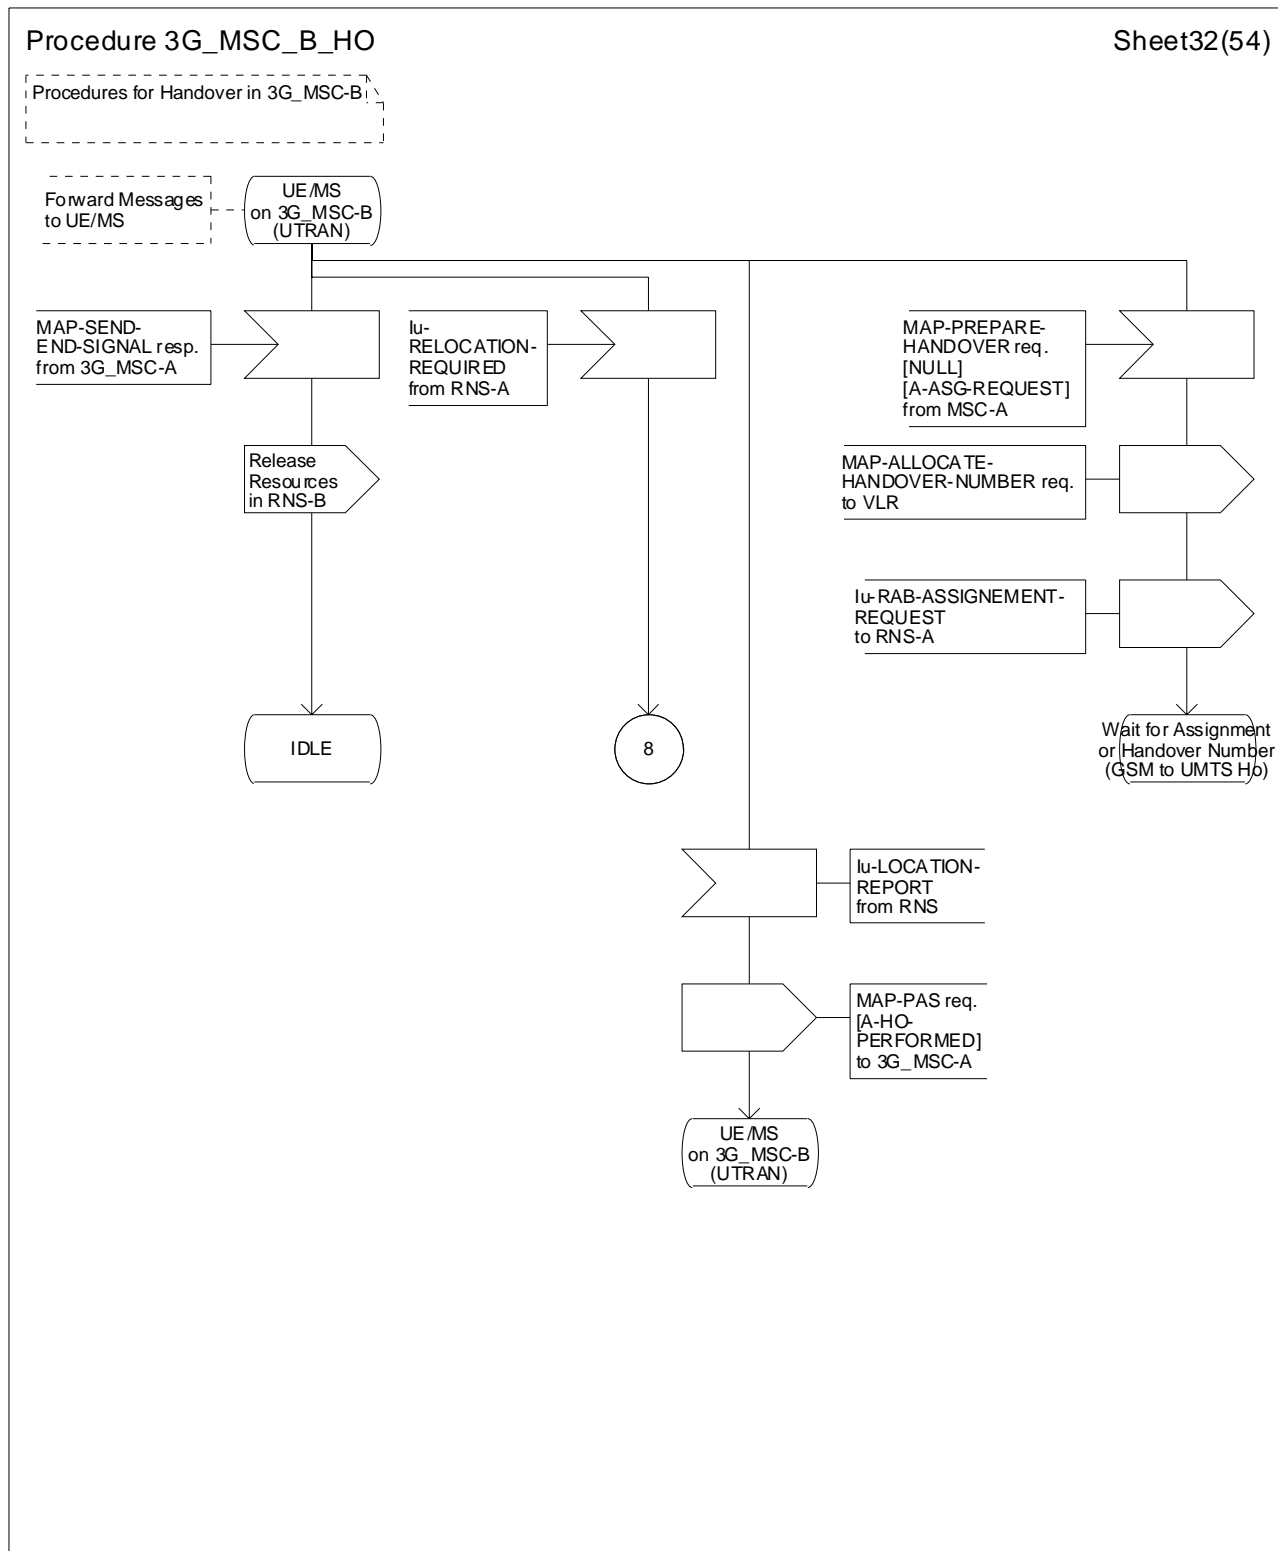 Procedure 3G_MSC_B_HO
Sheet32(54)
Procedures for Handover in 3G_MSC-B
Forward Messages
to UE/MS
UE/MS
on 3G_MSC-B
(UTRAN)
MAP-SEND-
END-SIGNAL resp.
from 3G_MSC-A
Iu-
RELOCATION-
REQUIRED
from RNS-A
MAP-PREPARE-
HANDOVER req.
[NULL]
[A-ASG-REQUEST]
from MSC-A
Release
Resources
in RNS-B
MAP-ALLOCATE-
HANDOVER-NUMBER req.
to VLR
Iu-RAB-ASSIGNEMENT-
REQUEST
to RNS-A
IDLE
8
Wait for Assignment
or Handover Number
(GSM to UMTS Ho)
Iu-LOCATION-
REPORT
from RNS
MAP-PAS req.
[A-HO-
PERFORMED]
to 3G_MSC-A
UE/MS
on 3G_MSC-B
(UTRAN)